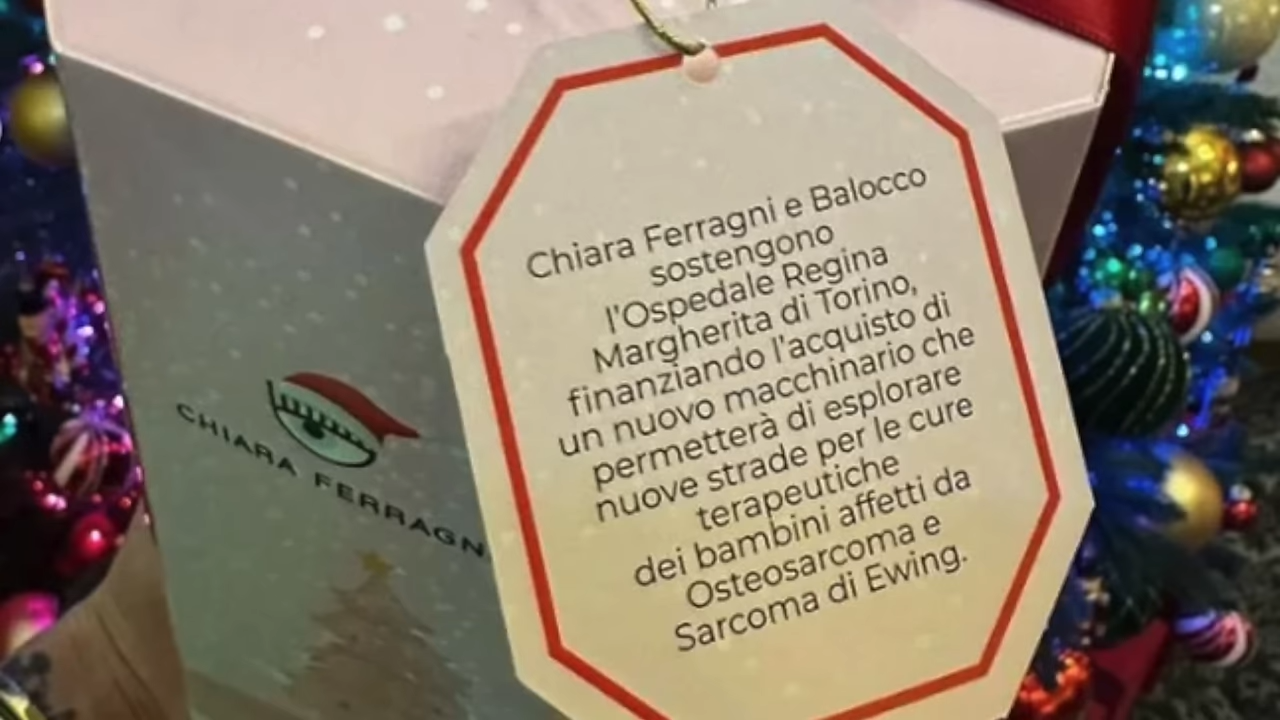 Chiara Ferragni e Balocco
sostengono
l'Ospedale Regina
Margherita di Torino,
finanziando l'acquisto di
un nuovo macchinario che
permetterà di esplorare
nuove strade per le cure
terapeutiche
dei bambini affetti da
Osteosarcoma e
Sarcoma di Ewing.
CHIARA FERRAGN